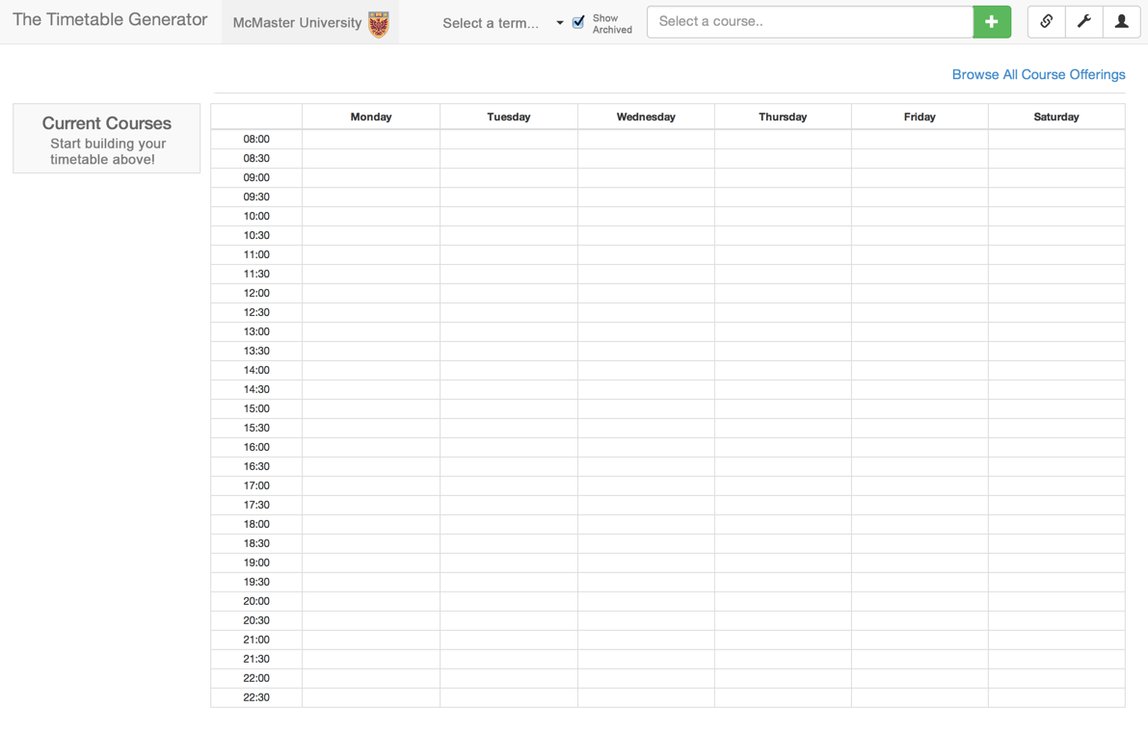 The Timetable Generator
McMaster University
Select a term...
Show
Archived
Select a course..
Browse All Course Offerings
Current Courses
Start building your
timetable above!
Monday Tuesday Wednesday Thursday Friday Saturday
08:00
08:30
09:00
09:30
10:00
10:30
11:00
11:30
12:00
12:30
13:00
13:30
14:00
14:30
15:00
15:30
16:00
16:30
17:00
17:30
18:00
18:30
19:00
19:30
20:00
20:30
21:00
21:30
22:00
22:30